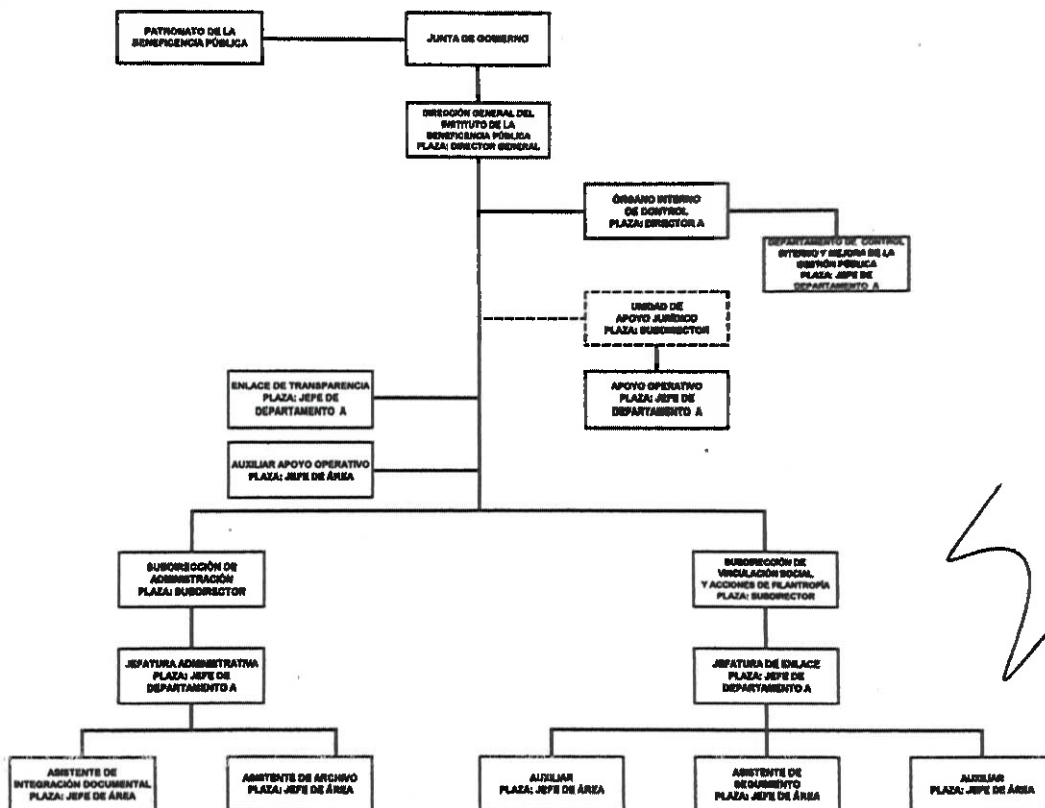 PATRONATO DE LA
BENEFICENCIA PÚBLICA
JUNTA DE GOBIERNO
DIRECCIÓN GENERAL DEL
INSTITUTO DE LA
BENEFICENCIA PÚBLICA
PLAZA: DIRECTOR GENERAL
ÓRGANO INTERNO
DE CONTROL
PLAZA: DIRECTOR A
DEPARTAMENTO DE CONTROL
INTERNO Y MEJORA DE LA
GESTIÓN PÚBLICA
PLAZA: JEFE DE
DEPARTAMENTO A
UNIDAD DE
APOYO JURÍDICO
PLAZA: SUBDIRECTOR
ENLACE DE TRANSPARENCIA
PLAZA: JEFE DE
DEPARTAMENTO A
APOYO OPERATIVO
PLAZA: JEFE DE
DEPARTAMENTO A
AUXILIAR APOYO OPERATIVO
PLAZA: JEFE DE ÁREA
SUBDIRECCIÓN DE
ADMINISTRACIÓN
PLAZA: SUBDIRECTOR
SUBDIRECCIÓN DE
VINCULACIÓN SOCIAL
Y ACCIONES DE FILANTROPÍA
PLAZA: SUBDIRECTOR
JEFATURA ADMINISTRATIVA
PLAZA: JEFE DE
DEPARTAMENTO A
JEFATURA DE ENLACE
PLAZA: JEFE DE
DEPARTAMENTO A
ASISTENTE DE
INTEGRACIÓN DOCUMENTAL
PLAZA: JEFE DE ÁREA
ASISTENTE DE ARCHIVO
PLAZA: JEFE DE ÁREA
AUXILIAR
PLAZA: JEFE DE ÁREA
ASISTENTE DE
SEGUIMIENTO
PLAZA: JEFE DE ÁREA
AUXILIAR
PLAZA: JEFE DE ÁREA